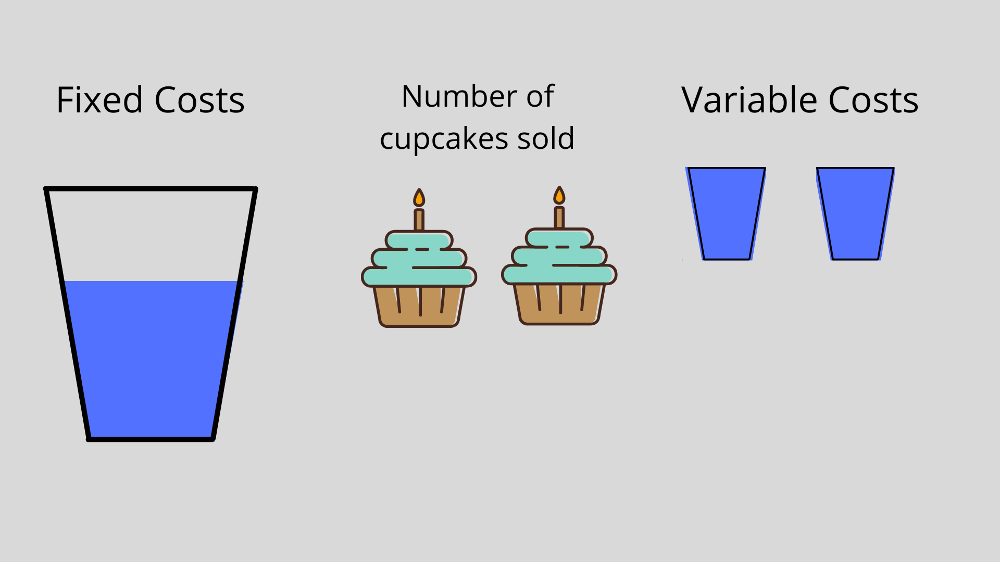 Fixed Costs
Number of
cupcakes sold
Variable Costs